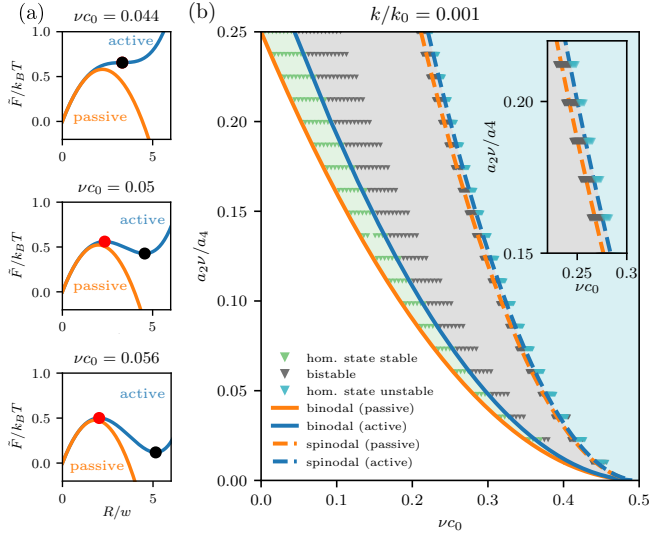 (a)
νc₀ = 0.044
F̃/k_BT
1.0
0.5
0.0
active
passive
0
5
νc₀ = 0.05
F̃/k_BT
1.0
0.5
0.0
active
passive
0
5
νc₀ = 0.056
F̃/k_BT
1.0
0.5
0.0
active
passive
0
5
R/w
(b)
k/k₀ = 0.001
a₂ν/a₄
0.25
0.20
0.15
0.10
0.05
0.00
0.0
0.1
0.2
0.3
0.4
0.5
νc₀
hom. state stable
bistable
hom. state unstable
binodal (passive)
binodal (active)
spinodal (passive)
spinodal (active)
a₂ν/a4
0.20
0.15
0.25
0.3
νc₀